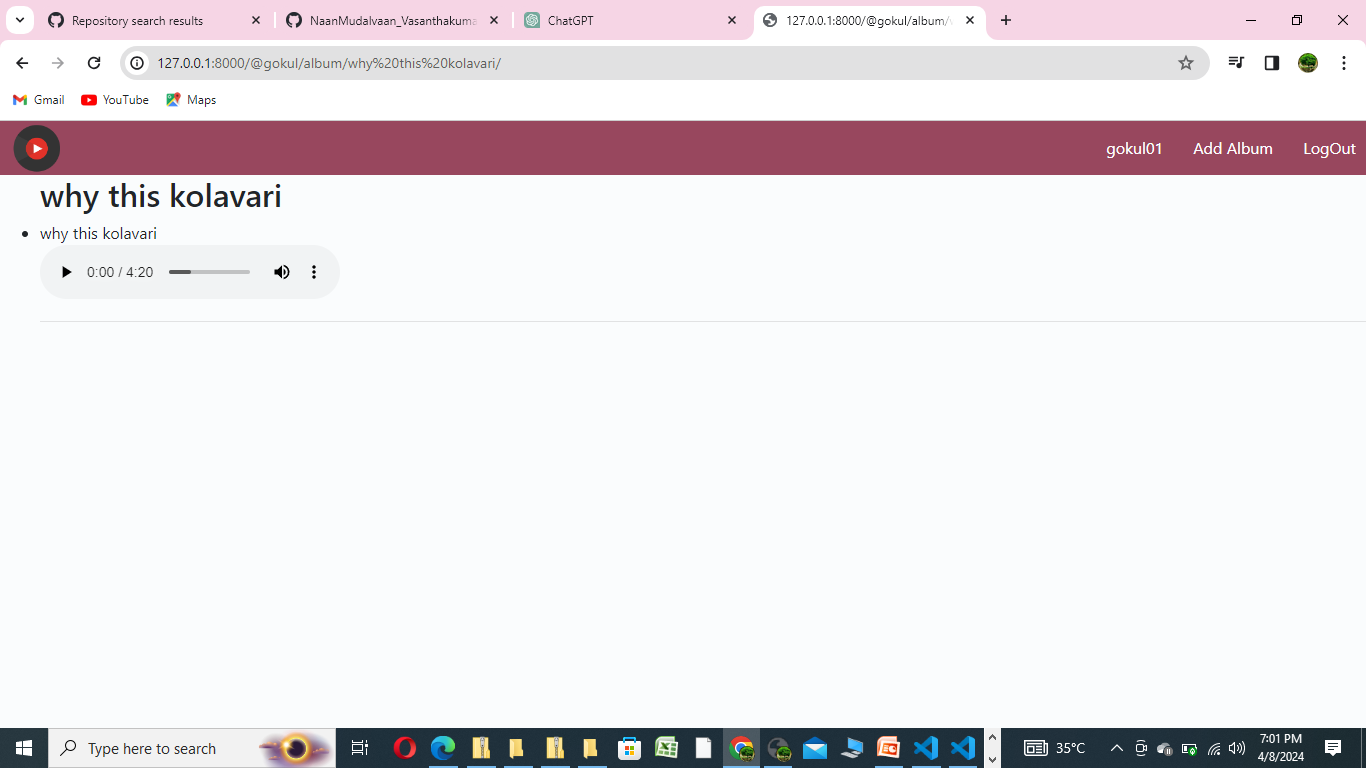 Repository search results
NaanMudalvaan_Vasanthakuma
ChatGPT
127.0.0.1:8000/@gokul/album/
127.0.0.1:8000/@gokul/album/why%20this%20kolavari/
Gmail
YouTube
Maps
gokul01
Add Album
LogOut
why this kolavari
why this kolavari
0:00 / 4:20
Type here to search
35°C
7:01 PM
4/8/2024